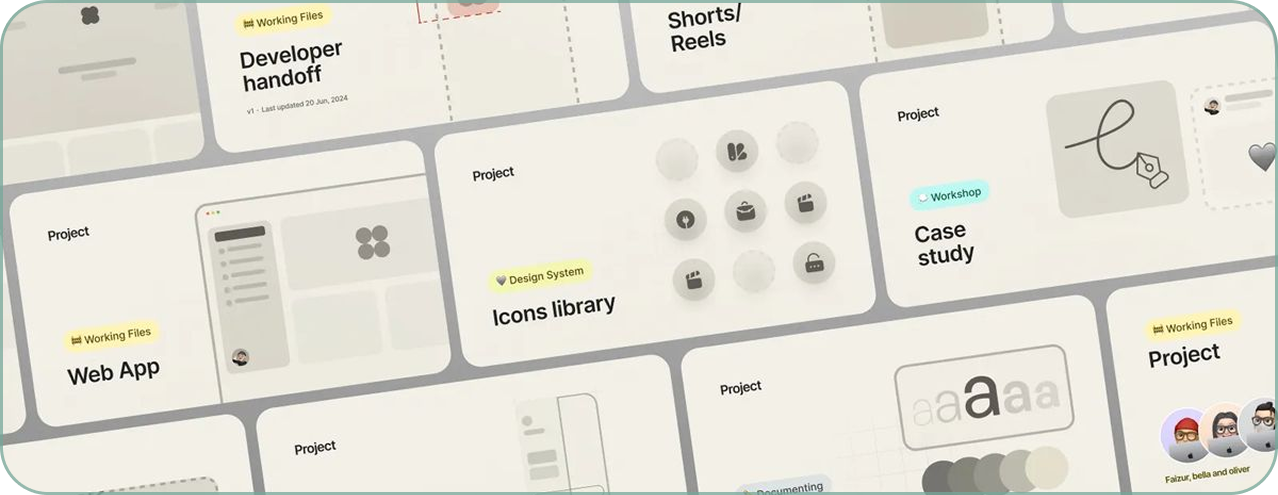 Working Files
Developer
handoff
v1 · Last updated 20 Jun, 2024
Shorts/
Reels
Project
Workshop
Case
study
Project
Design System
Icons library
Project
Working Files
Web App
Working Files
Project
Faizur, bella and oliver
Project
aaaaa
Documenting
Project